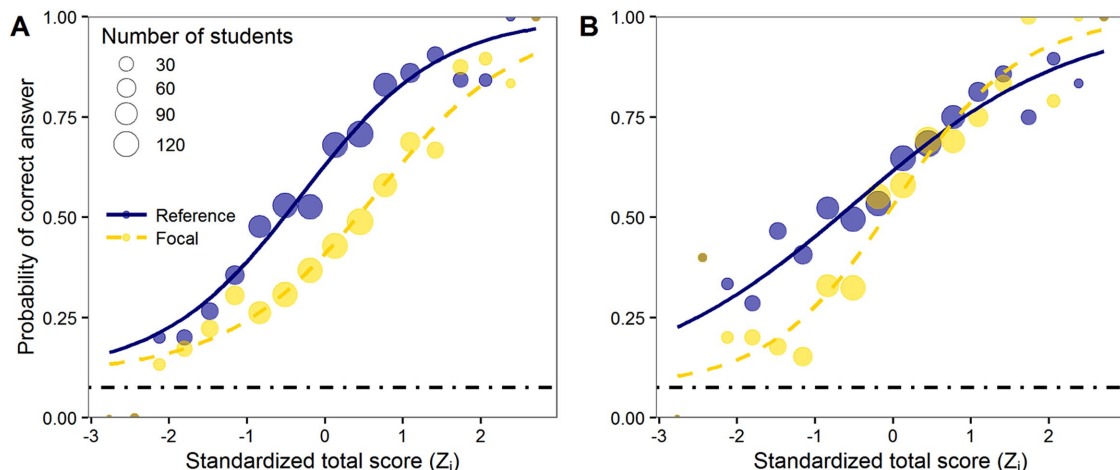 A
B
Number of students
30
60
90
120
Reference
Focal
Probability of correct answer
1.00
0.75
0.50
0.25
0.00
-3 -2 -1 0 1 2
Standardized total score (Zi)
1.00
0.75
0.50
0.25
0.00
-3 -2 -1 0 1 2
Standardized total score (Zi)